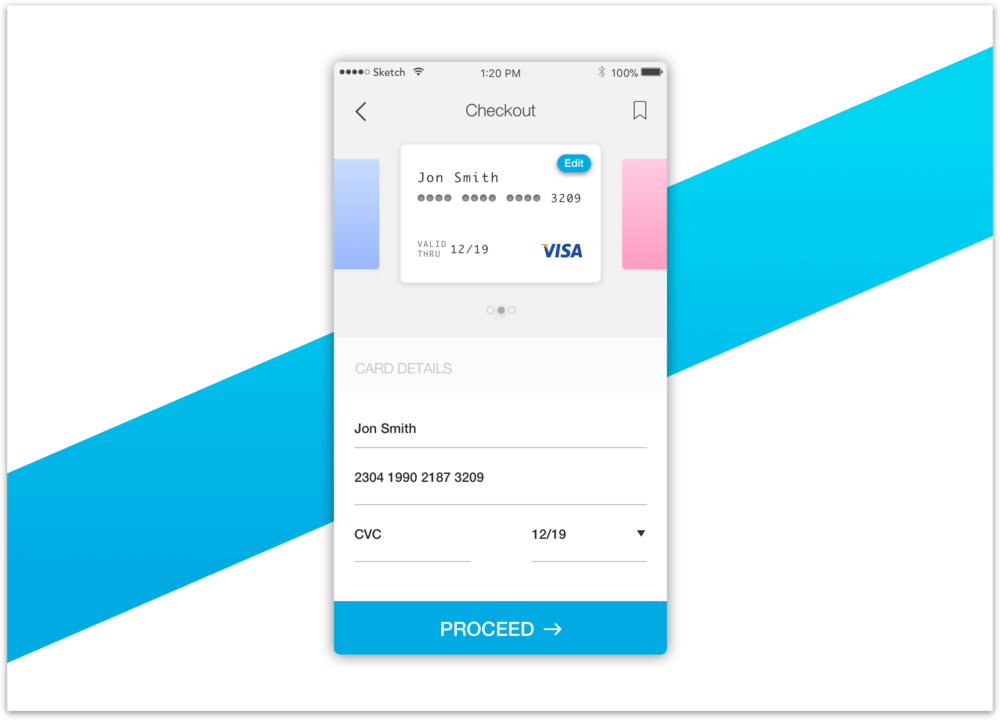 Sketch 1:20 PM 100%
Checkout
Edit
Jon Smith
●●●● ●●●● ●●●● 3209
VALID
THRU 12/19
VISA
CARD DETAILS
Jon Smith
2304 1990 2187 3209
CVC 12/19
PROCEED →